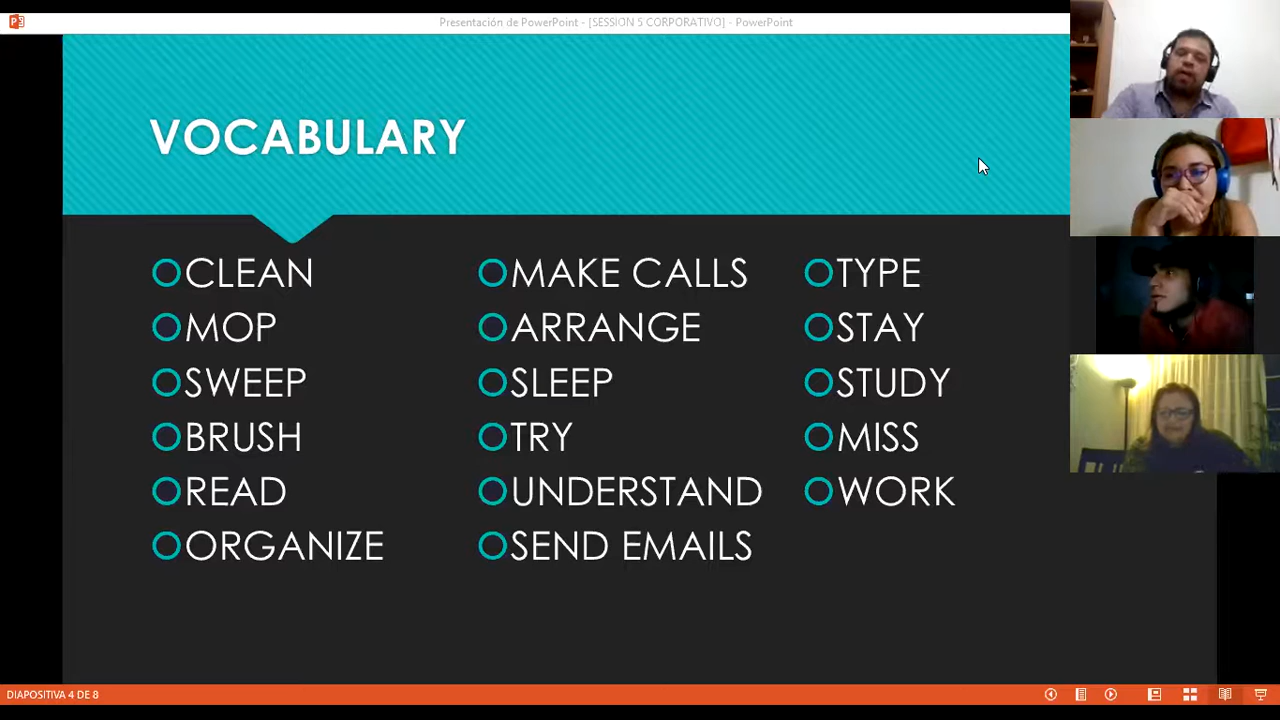 Presentación de PowerPoint - [SESSION 5 CORPORATIVO] - PowerPoint
VOCABULARY
CLEAN
MOP
SWEEP
BRUSH
READ
ORGANIZE
MAKE CALLS
ARRANGE
SLEEP
TRY
UNDERSTAND
SEND EMAILS
TYPE
STAY
STUDY
MISS
WORK
DIAPOSITIVA 4 DE 8